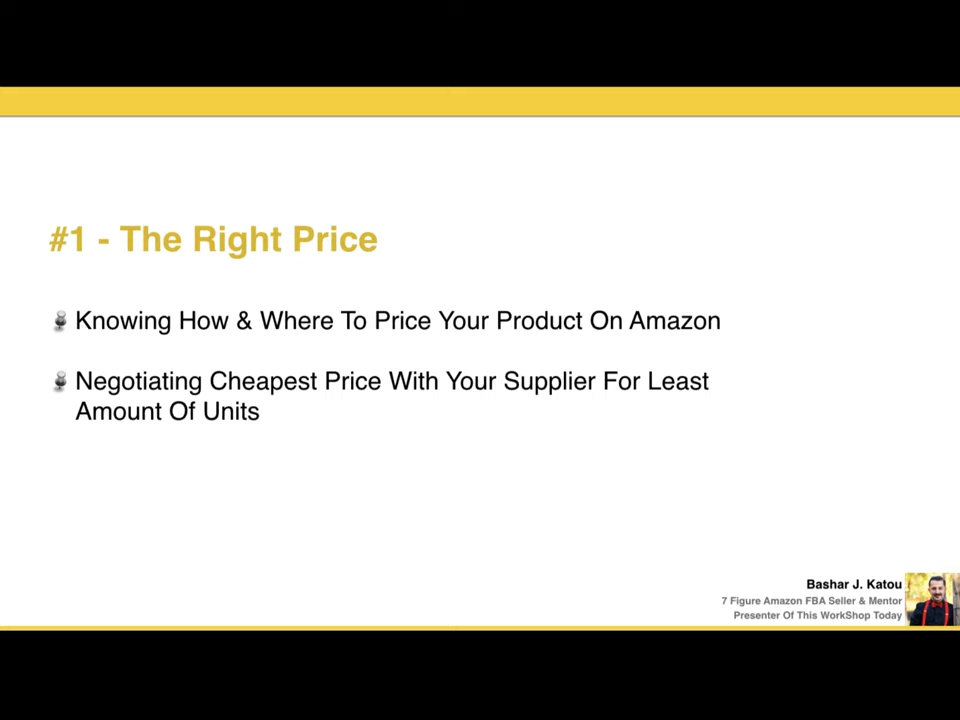 #1 - The Right Price
Knowing How & Where To Price Your Product On Amazon
Negotiating Cheapest Price With Your Supplier For Least
Amount Of Units
Bashar J. Katou
7 Figure Amazon FBA Seller & Mentor
Presenter Of This WorkShop Today